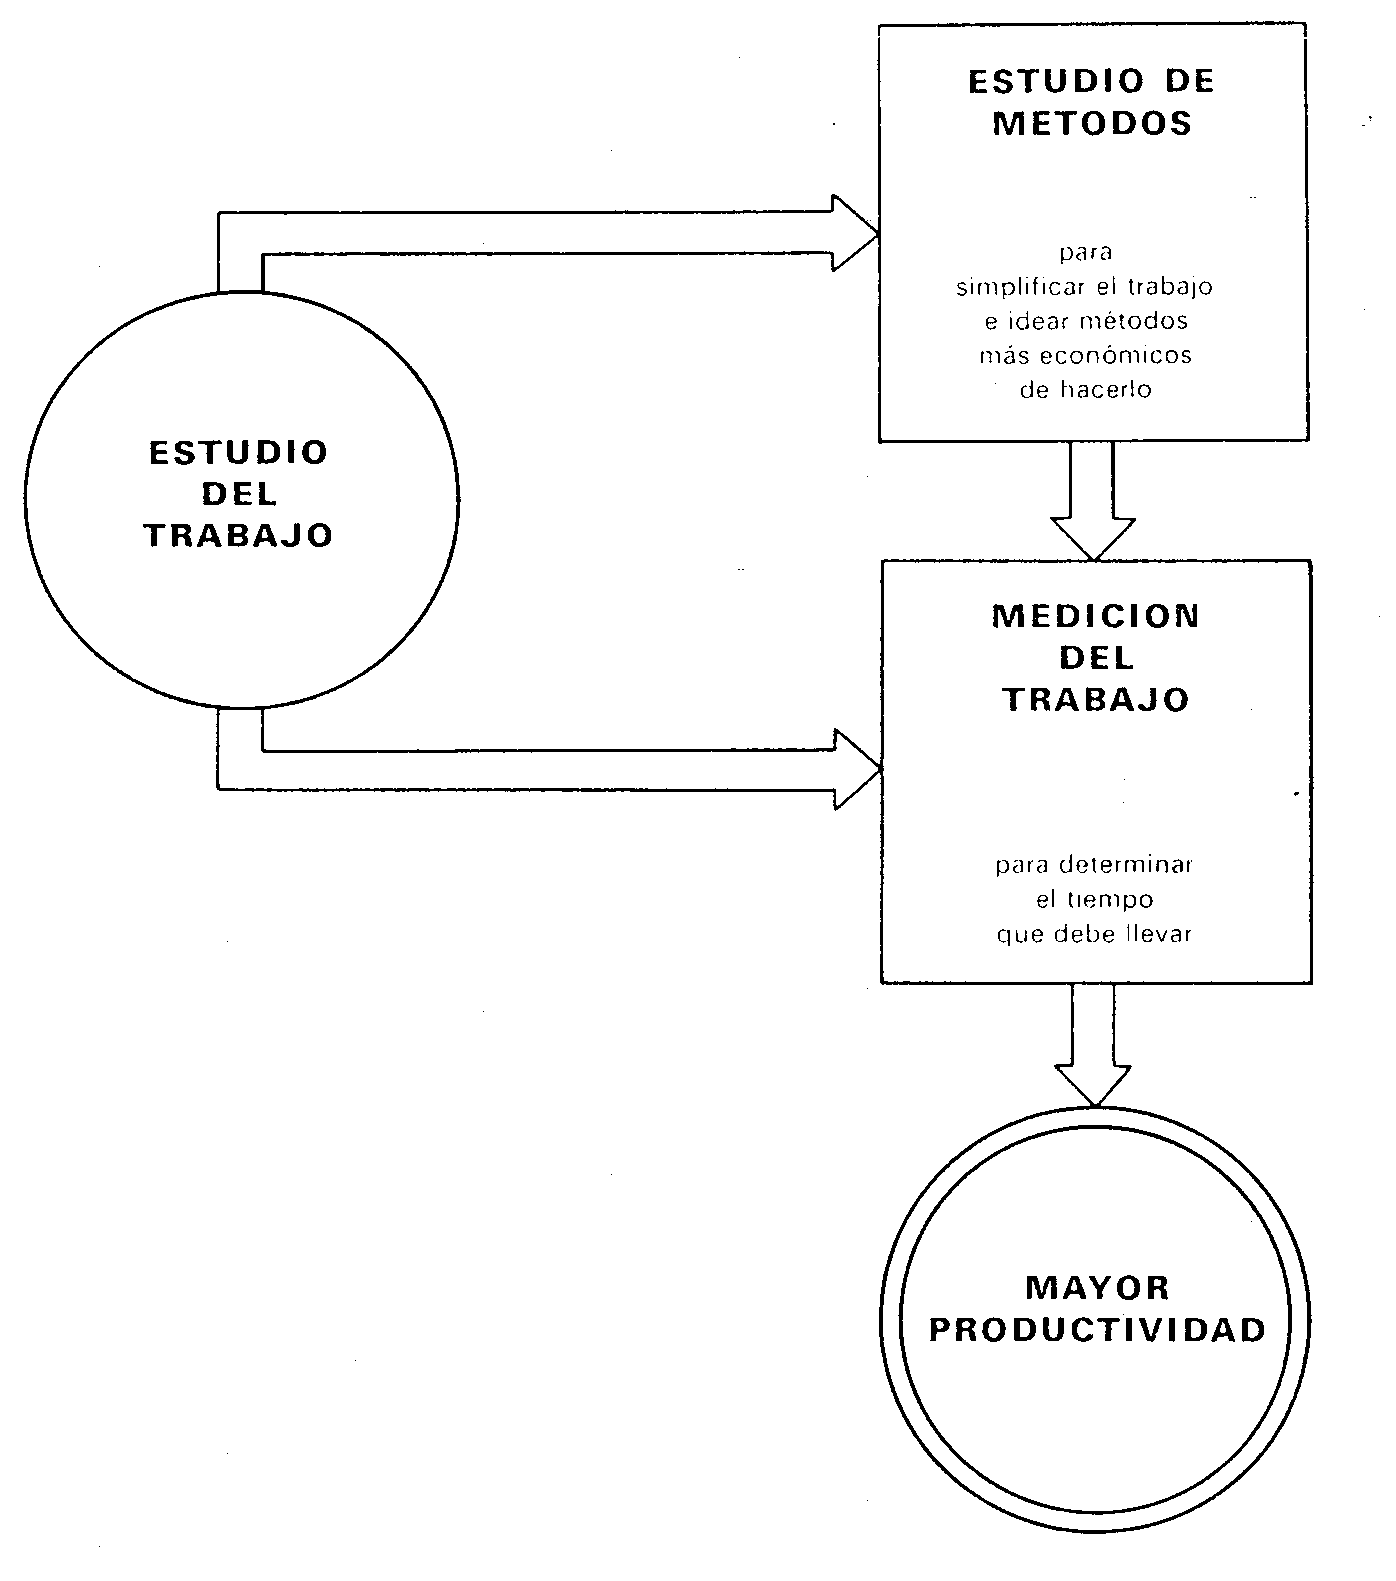 ESTUDIO DE
METODOS
para
simplificar el trabajo
e idear métodos
más económicos
de hacerlo
ESTUDIO
DEL
TRABAJO
MEDICION
DEL
TRABAJO
para determinar
el tiempo
que debe llevar
MAYOR
PRODUCTIVIDAD